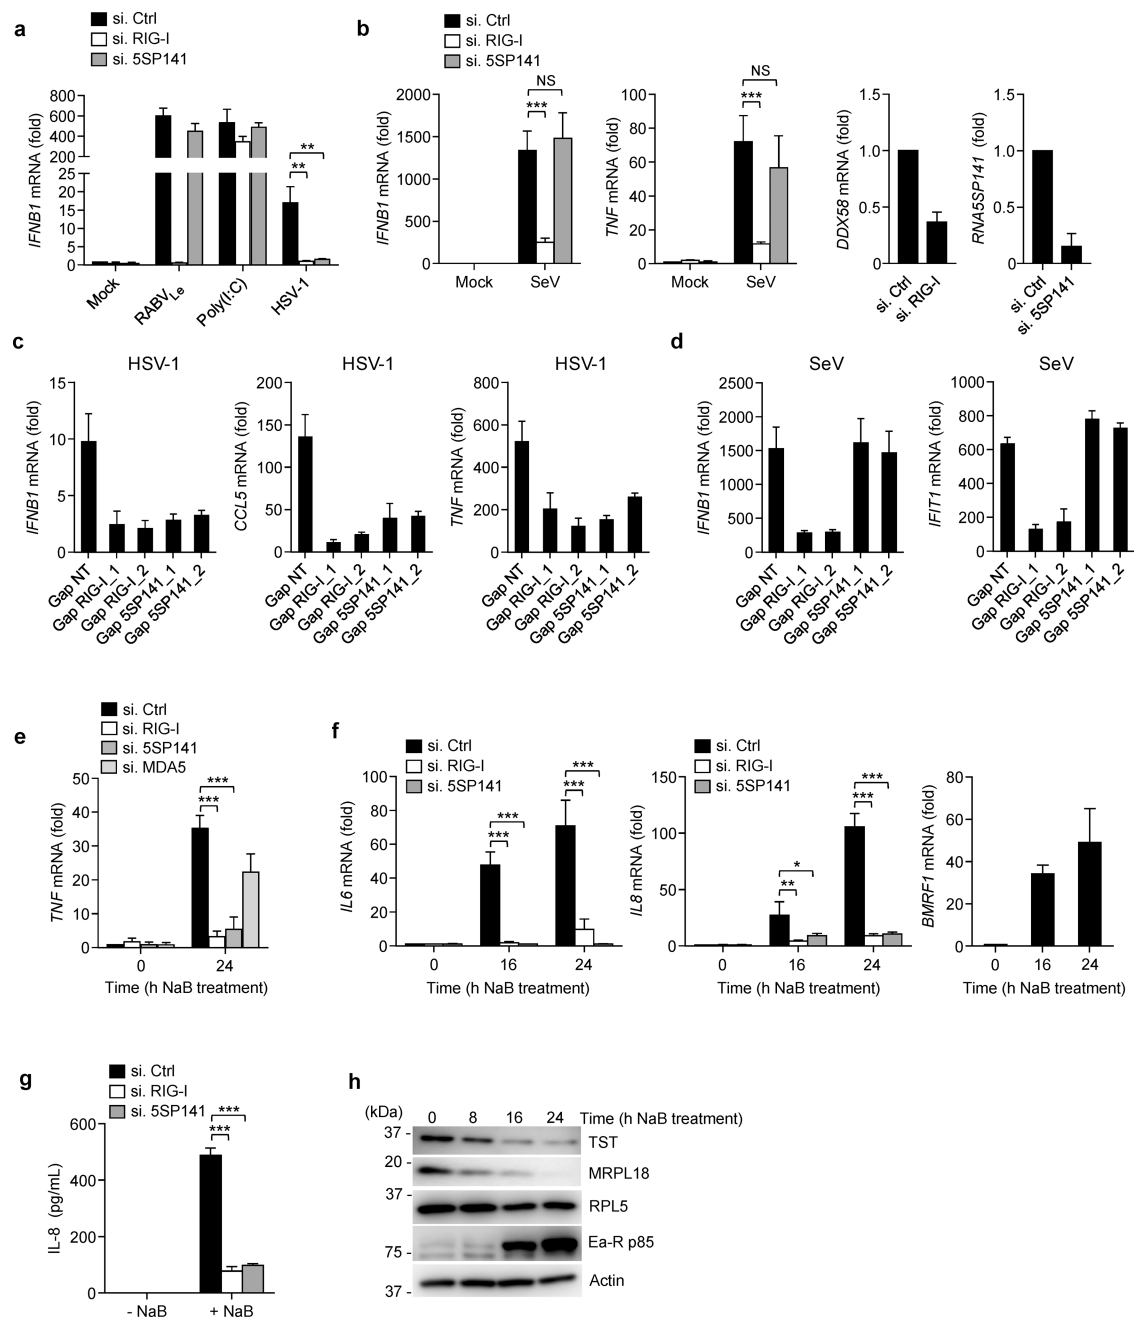 a
si. Ctrl
si. RIG-I
si. 5SP141
IFNB1 mRNA (fold)
800
600
400
200
25
20
15
10
5
0
**
**
Mock
RABVLe
Poly(I:C)
HSV-1
b
si. Ctrl
si. RIG-I
si. 5SP141
IFNB1 mRNA (fold)
2000
1500
1000
500
0
NS
***
Mock
SeV
TNF mRNA (fold)
100
80
60
40
20
0
NS
***
Mock
SeV
DDX58 mRNA (fold)
1.5
1.0
0.5
0
si. Ctrl
si. RIG-I
RNA5SP141 (fold)
1.5
1.0
0.5
0
si. Ctrl
si. 5SP141
c
HSV-1
IFNB1 mRNA (fold)
15
10
5
0
Gap NT
Gap RIG-I_1
Gap RIG-I_2
Gap 5SP141_1
Gap 5SP141_2
HSV-1
CCL5 mRNA (fold)
200
150
100
50
0
Gap NT
Gap RIG-I_1
Gap RIG-I_2
Gap 5SP141_1
Gap 5SP141_2
HSV-1
TNF mRNA (fold)
800
600
400
200
0
Gap NT
Gap RIG-I_1
Gap RIG-I_2
Gap 5SP141_1
Gap 5SP141_2
d
SeV
IFNB1 mRNA (fold)
2500
2000
1500
1000
500
0
Gap NT
Gap RIG-I_1
Gap RIG-I_2
Gap 5SP141_1
Gap 5SP141_2
SeV
IFIT1 mRNA (fold)
1000
800
600
400
200
0
Gap NT
Gap RIG-I_1
Gap RIG-I_2
Gap 5SP141_1
Gap 5SP141_2
e
si. Ctrl
si. RIG-I
si. 5SP141
si. MDA5
TNF mRNA (fold)
50
40
30
20
10
0
***
***
0
24
Time (h NaB treatment)
f
si. Ctrl
si. RIG-I
si. 5SP141
IL6 mRNA (fold)
100
80
60
40
20
0
***
***
***
***
0
16
24
Time (h NaB treatment)
si. Ctrl
si. RIG-I
si. 5SP141
IL8 mRNA (fold)
150
100
50
0
*
**
***
***
0
16
24
Time (h NaB treatment)
BMRF1 mRNA (fold)
80
60
40
20
0
0
16
24
Time (h NaB treatment)
g
si. Ctrl
si. RIG-I
si. 5SP141
IL-8 (pg/mL)
600
400
200
0
***
***
- NaB
+ NaB
h
(kDa)
0 8 16 24 Time (h NaB treatment)
37 -
TST
20 -
MRPL18
37 -
RPL5
Ea-R p85
75 -
Actin
37 -